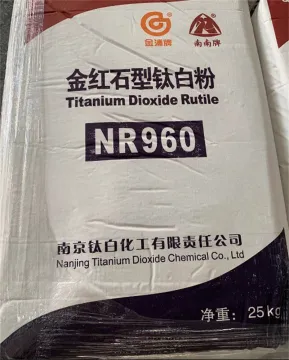 金浦牌 南南牌
金红石型钛白粉
Titanium Dioxide Rutile
NR960
南京钛白化工有限责任公司
Nanjing Titanium Dioxide Chemical Co., Ltd
净重： 25kg